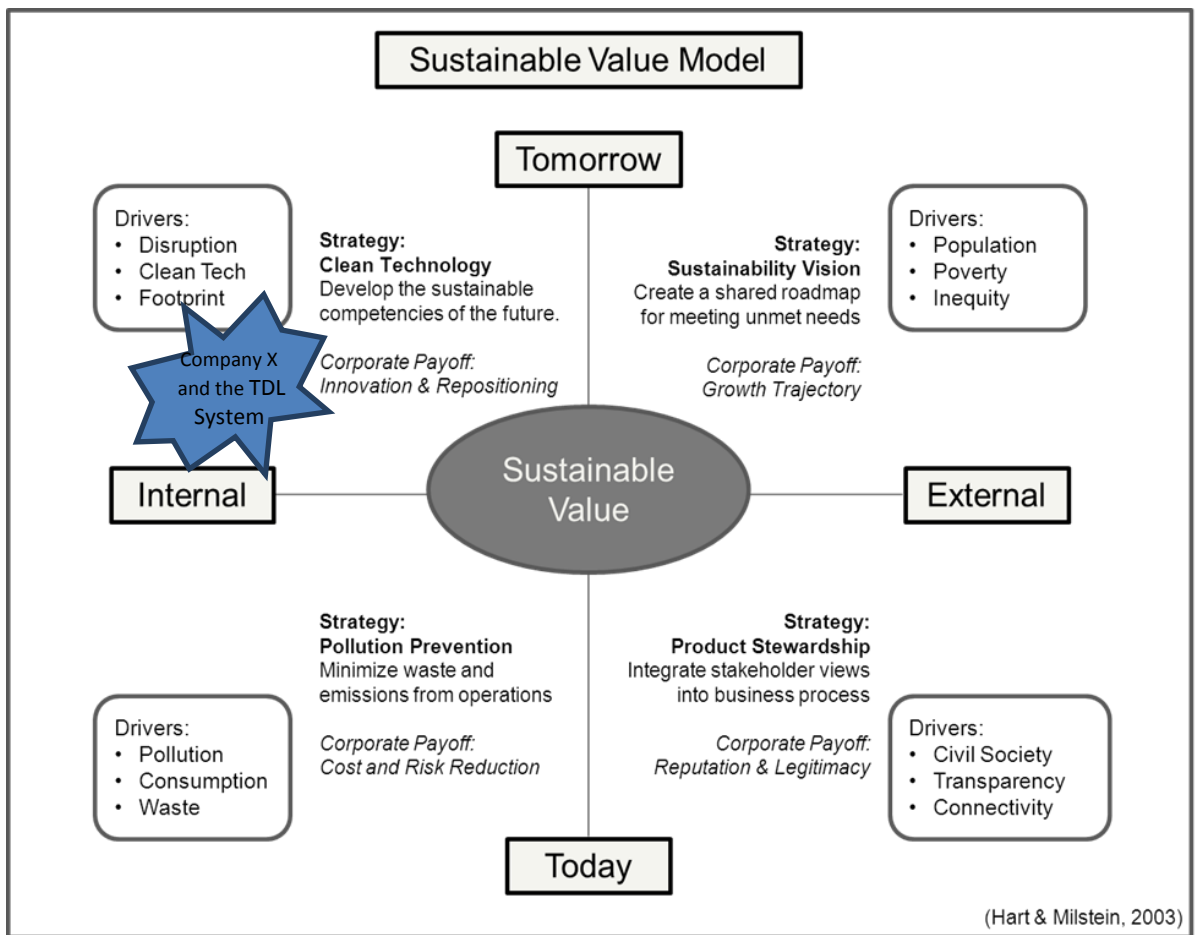 Sustainable Value Model
Tomorrow
Drivers:
• Disruption
• Clean Tech
• Footprint
Strategy:
Clean Technology
Develop the sustainable
competencies of the future.
Corporate Payoff:
Innovation & Repositioning
Strategy:
Sustainability Vision
Create a shared roadmap
for meeting unmet needs
Corporate Payoff:
Growth Trajectory
Drivers:
• Population
• Poverty
• Inequity
Company X
and the TDL
System
Internal
Sustainable
Value
External
Strategy:
Pollution Prevention
Minimize waste and
emissions from operations
Corporate Payoff:
Cost and Risk Reduction
Strategy:
Product Stewardship
Integrate stakeholder views
into business process
Corporate Payoff:
Reputation & Legitimacy
Drivers:
• Pollution
• Consumption
• Waste
Drivers:
• Civil Society
• Transparency
• Connectivity
Today
(Hart & Milstein, 2003)